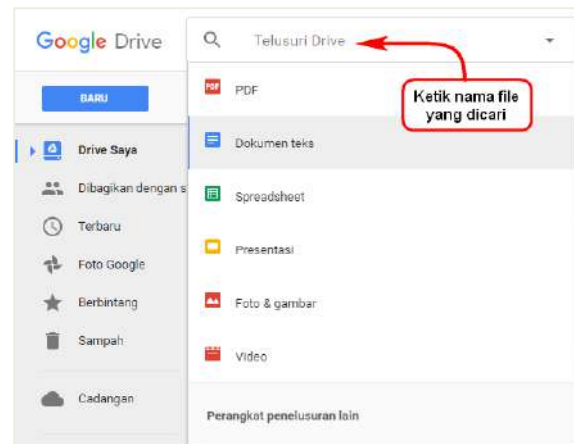 Google Drive
Telusuri Drive
BARU
PDF
PDF
Ketik nama file
yang dicari
Drive Saya
Dokumen teks
Dibagikan dengan s
Spreadsheet
Terbaru
Presentasi
Foto Google
Berbintang
Foto & gambar
Sampah
Video
Cadangan
Perangkat penelusuran lain